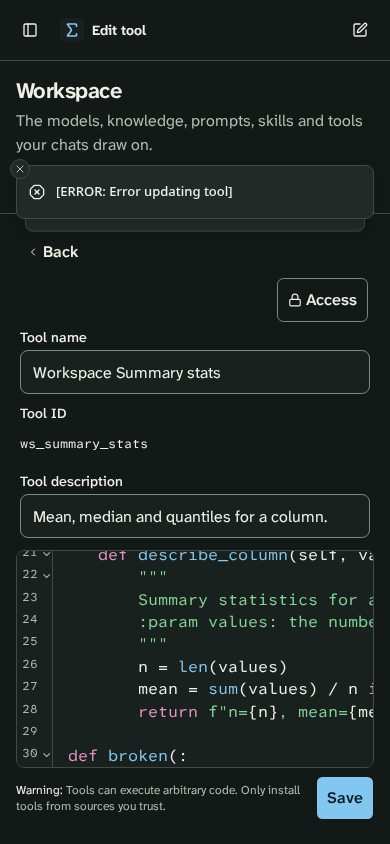 Edit tool
Workspace
The models, knowledge, prompts, skills and tools
your chats draw on.
[ERROR: Error updating tool]
Back
Access
Tool name
Workspace Summary stats
Tool ID
ws_summary_stats
Tool description
Mean, median and quantiles for a column.
21 def describe_column(self, va
22 """
23 Summary statistics for a
24 :param values: the numbe
25 """
26 n = len(values)
27 mean = sum(values) / n i
28 return f"n={n}, mean={me
29
30 def broken(:
Warning: Tools can execute arbitrary code. Only install
tools from sources you trust.
Save